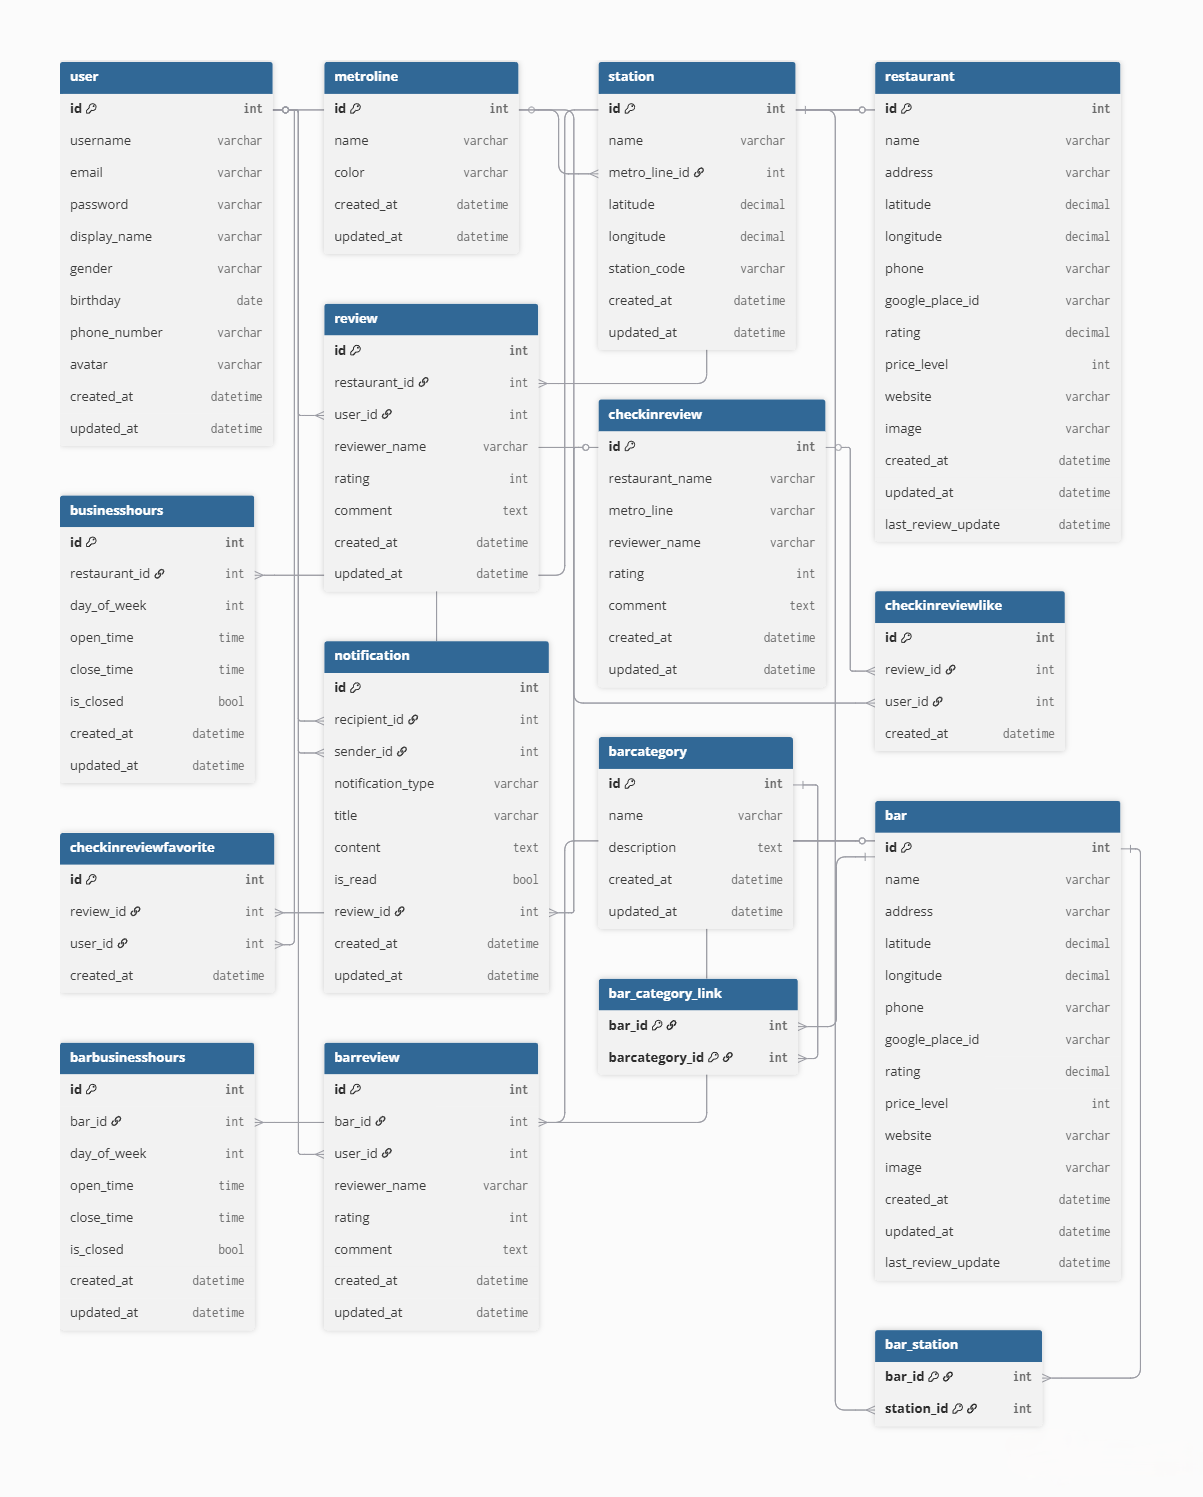 user
id int
username varchar
email varchar
password varchar
display_name varchar
gender varchar
birthday date
phone_number varchar
avatar varchar
created_at datetime
updated_at datetime
metroline
id int
name varchar
color varchar
created_at datetime
updated_at datetime
station
id int
name varchar
metro_line_id int
latitude decimal
longitude decimal
station_code varchar
created_at datetime
updated_at datetime
restaurant
id int
name varchar
address varchar
latitude decimal
longitude decimal
phone varchar
google_place_id varchar
rating decimal
price_level int
website varchar
image varchar
created_at datetime
updated_at datetime
last_review_update datetime
review
id int
restaurant_id int
user_id int
reviewer_name varchar
rating int
comment text
created_at datetime
updated_at datetime
checkinreview
id int
restaurant_name varchar
metro_line varchar
reviewer_name varchar
rating int
comment text
created_at datetime
updated_at datetime
businesshours
id int
restaurant_id int
day_of_week int
open_time time
close_time time
is_closed bool
created_at datetime
updated_at datetime
checkinreviewlike
id int
review_id int
user_id int
created_at datetime
notification
id int
recipient_id int
sender_id int
notification_type varchar
title varchar
content text
is_read bool
review_id int
created_at datetime
updated_at datetime
barcategory
id int
name varchar
description text
created_at datetime
updated_at datetime
bar
id int
name varchar
address varchar
latitude decimal
longitude decimal
phone varchar
google_place_id varchar
rating decimal
price_level int
website varchar
image varchar
created_at datetime
updated_at datetime
last_review_update datetime
checkinreviewfavorite
id int
review_id int
user_id int
created_at datetime
bar_category_link
bar_id int
barcategory_id int
barbusinesshours
id int
bar_id int
day_of_week int
open_time time
close_time time
is_closed bool
created_at datetime
updated_at datetime
barreview
id int
bar_id int
user_id int
reviewer_name varchar
rating int
comment text
created_at datetime
updated_at datetime
bar_station
bar_id int
station_id int